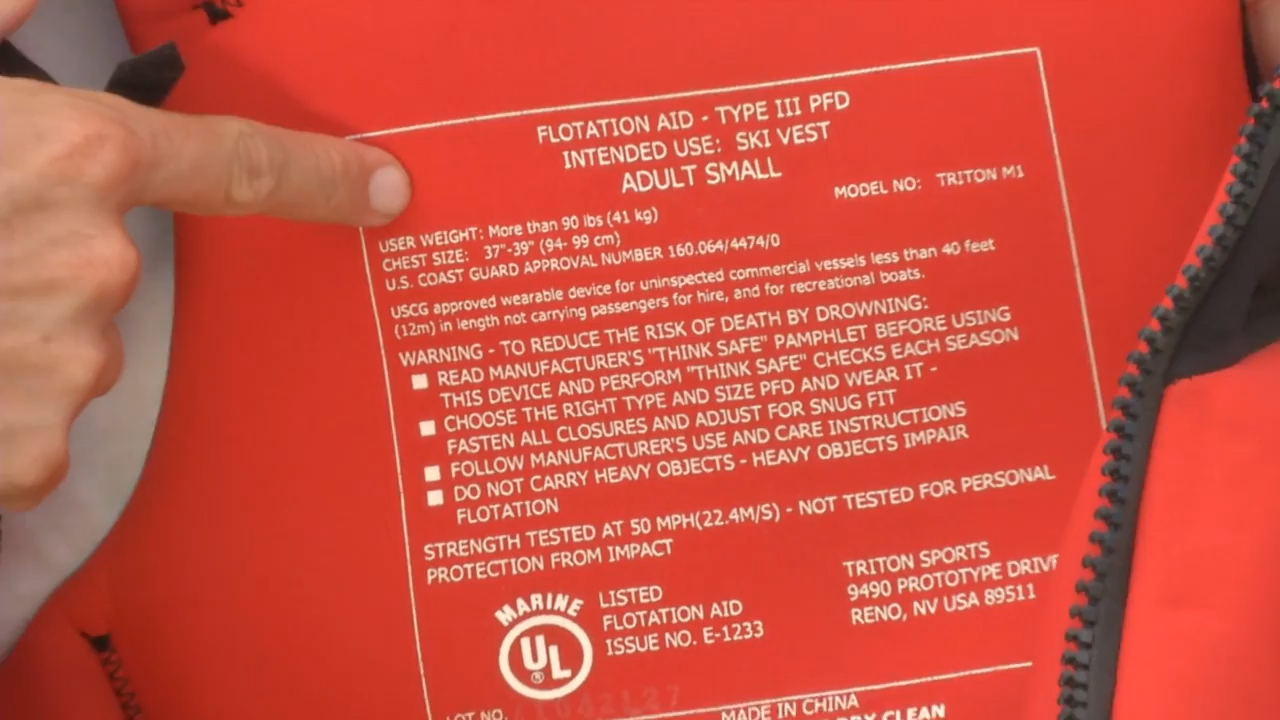 FLOTATION AID - TYPE III PFD
INTENDED USE: SKI VEST
ADULT SMALL
MODEL NO: TRITON M1
USER WEIGHT: More than 90 lbs (41 kg)
CHEST SIZE: 37"-39" (94- 99 cm)
U.S. COAST GUARD APPROVAL NUMBER 160.064/4474/0
USCG approved wearable device for uninspected commercial vessels less than 40 feet
(12m) in length not carrying passengers for hire, and for recreational boats.
WARNING - TO REDUCE THE RISK OF DEATH BY DROWNING:
READ MANUFACTURER'S "THINK SAFE" PAMPHLET BEFORE USING
THIS DEVICE AND PERFORM "THINK SAFE" CHECKS EACH SEASON
CHOOSE THE RIGHT TYPE AND SIZE PFD AND WEAR IT -
FASTEN ALL CLOSURES AND ADJUST FOR SNUG FIT
FOLLOW MANUFACTURER'S USE AND CARE INSTRUCTIONS
DO NOT CARRY HEAVY OBJECTS - HEAVY OBJECTS IMPAIR
FLOTATION
STRENGTH TESTED AT 50 MPH(22.4M/S) - NOT TESTED FOR PERSONAL
PROTECTION FROM IMPACT
MARINE
UL
®
LISTED
FLOTATION AID
ISSUE NO. E-1233
TRITON SPORTS
9490 PROTOTYPE DRIVE
RENO, NV USA 89511
LOT NO.
MADE IN CHINA
DRY CLEAN